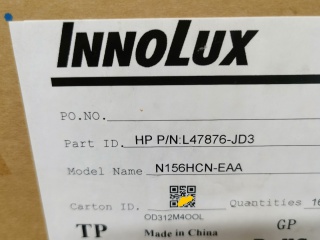 INNOLUX
PO.NO.
Part ID. HP P/N:L47876-JD3
Model Name N156HCN-EAA
Carton ID. Quantities 16
OD312M4OOL
TP Made in China GP